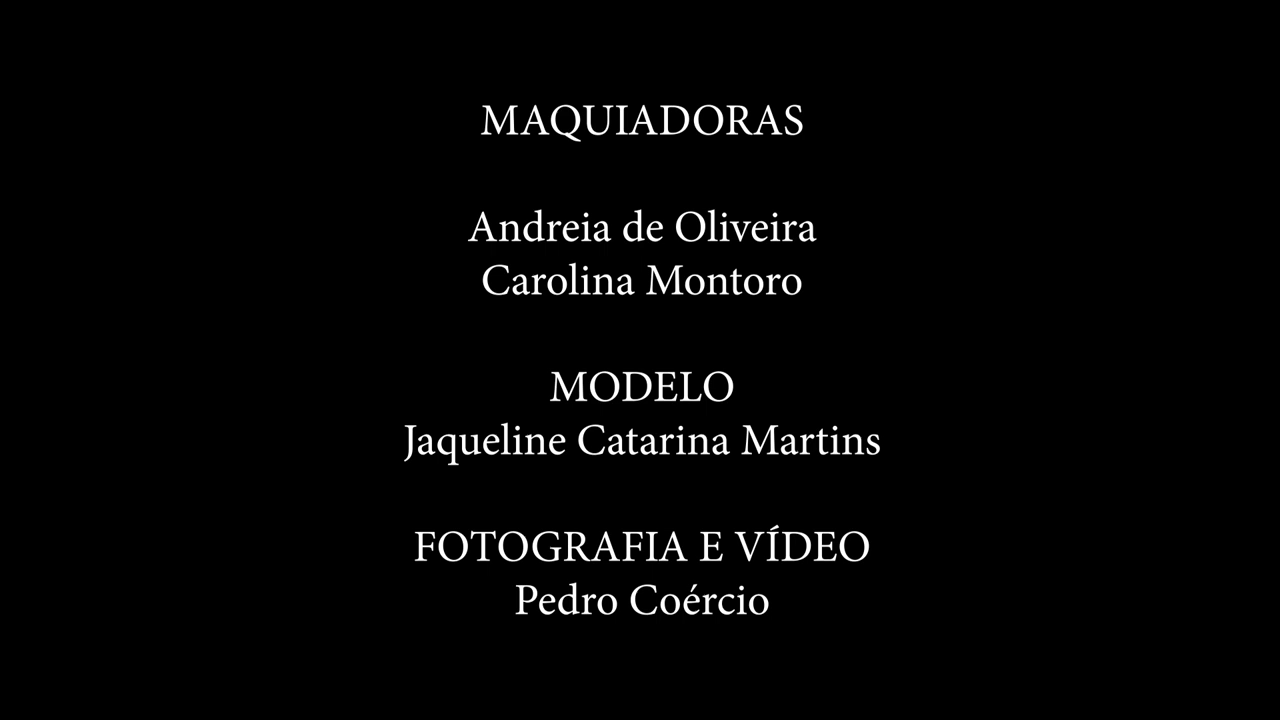 MAQUIADORAS
Andreia de Oliveira
Carolina Montoro
MODELO
Jaqueline Catarina Martins
FOTOGRAFIA E VÍDEO
Pedro Coércio